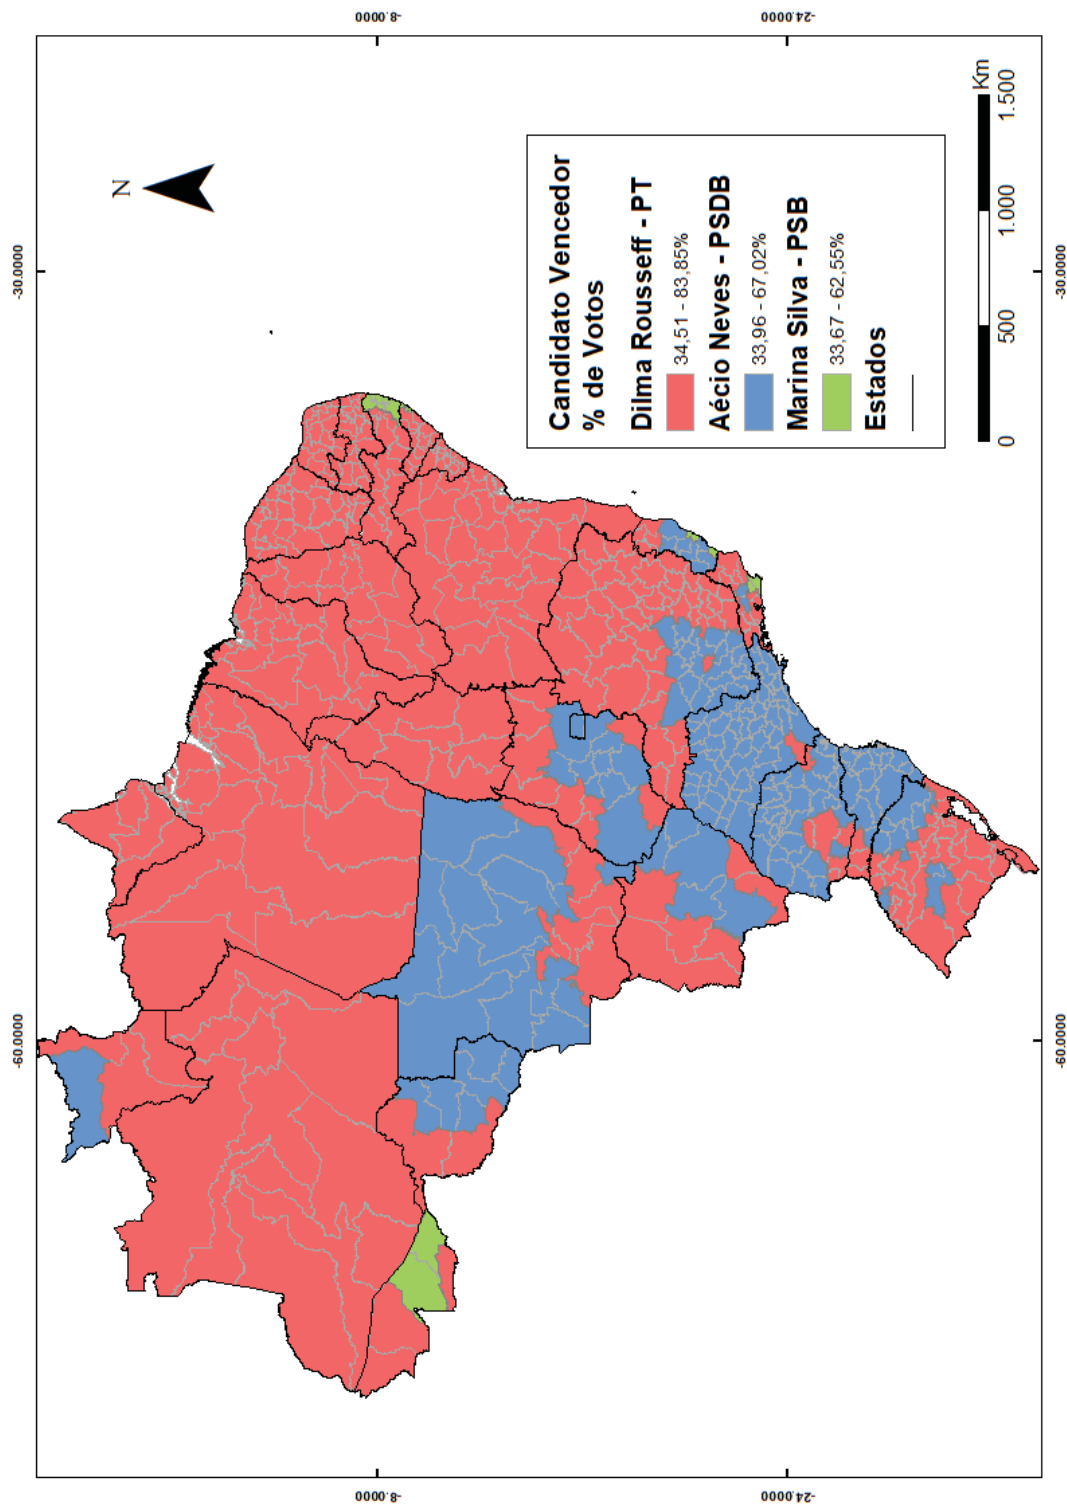 -30.0000
-60.0000
-8.0000
-24.0000
N
Candidato Vencedor
% de Votos
Dilma Rousseff - PT
34,51 - 83,85%
Aécio Neves - PSDB
33,96 - 67,02%
Marina Silva - PSB
33,67 - 62,55%
Estados
0 500 1.000 1.500
Km
-8.0000
-24.0000
-60.0000
-30.0000